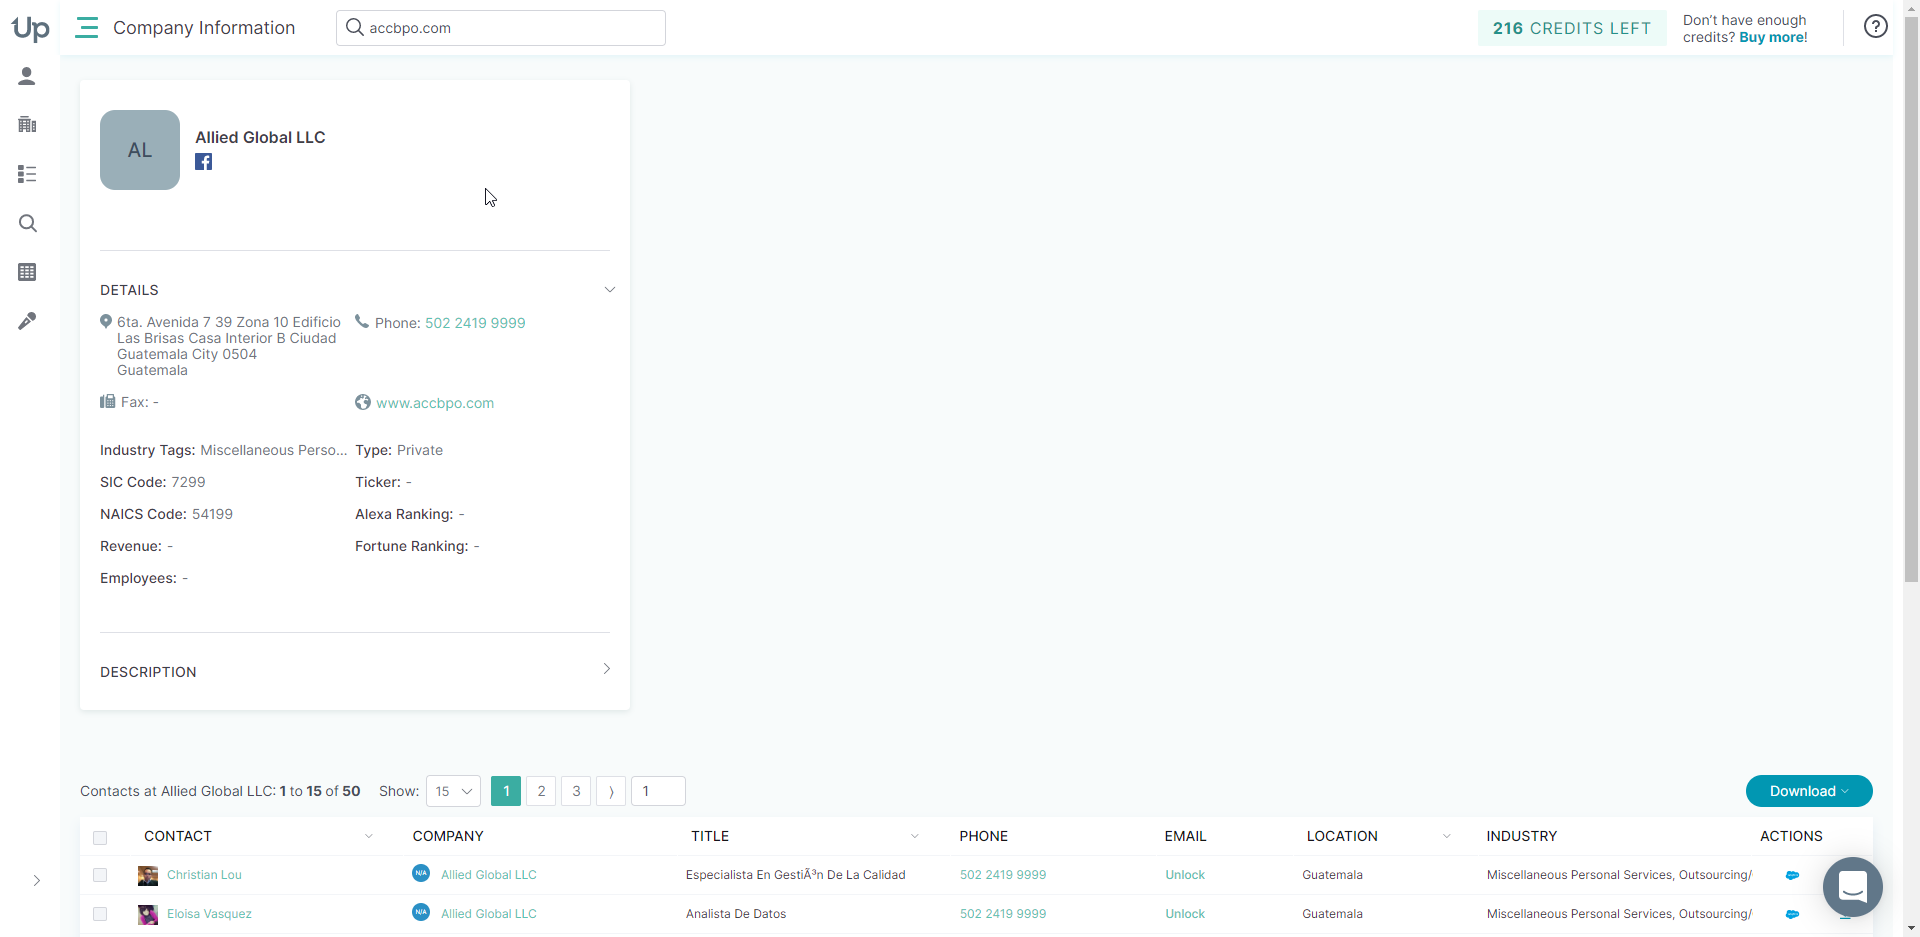 Up
Company Information
accbpo.com
216 CREDITS LEFT
Don't have enough
credits? Buy more!
?
AL
Allied Global LLC
DETAILS
6ta. Avenida 7 39 Zona 10 Edificio
Las Brisas Casa Interior B Ciudad
Guatemala City 0504
Guatemala
Phone: 502 2419 9999
Fax: -
www.accbpo.com
Industry Tags: Miscellaneous Perso...
Type: Private
SIC Code: 7299
Ticker: -
NAICS Code: 54199
Alexa Ranking: -
Revenue: -
Fortune Ranking: -
Employees: -
DESCRIPTION
Contacts at Allied Global LLC: 1 to 15 of 50 Show: 15 1 2 3 ⟩ 1
Download
CONTACT COMPANY TITLE PHONE EMAIL LOCATION INDUSTRY ACTIONS
Christian Lou N/A Allied Global LLC Especialista En GestiÃ³n De La Calidad 502 2419 9999 Unlock Guatemala Miscellaneous Personal Services, Outsourcing/
Eloisa Vasquez N/A Allied Global LLC Analista De Datos 502 2419 9999 Unlock Guatemala Miscellaneous Personal Services, Outsourcing/